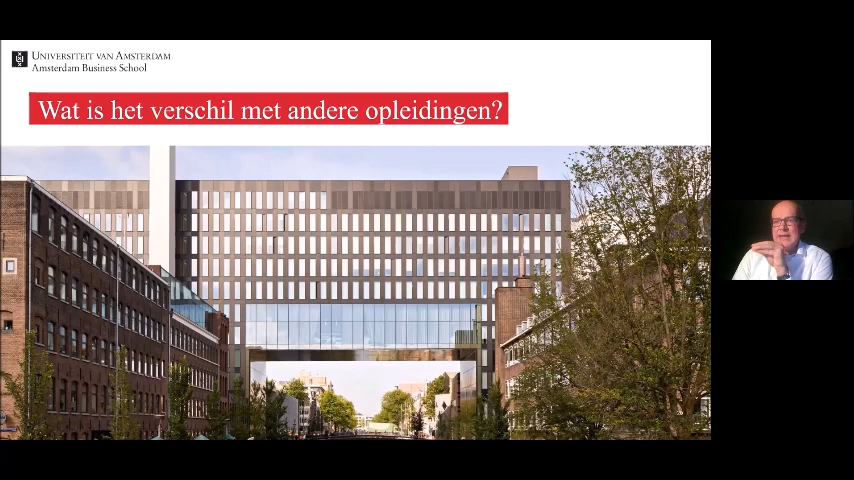 UNIVERSITEIT VAN AMSTERDAM
Amsterdam Business School
Wat is het verschil met andere opleidingen?